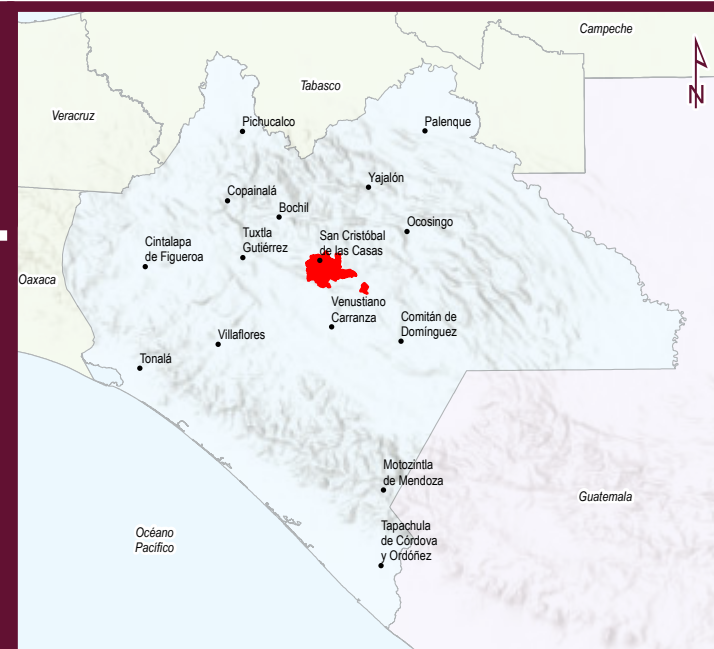 Campeche
N
Tabasco
Veracruz
Pichucalco
Palenque
Yajalón
Copainalá
Bochil
Ocosingo
Tuxtla
Gutiérrez
San Cristóbal
de las Casas
Cintalapa
de Figueroa
Oaxaca
Venustiano
Carranza
Comitán de
Domínguez
Villaflores
Tonalá
Motozintla
de Mendoza
Guatemala
Océano
Pacífico
Tapachula
de Córdova
y Ordóñez